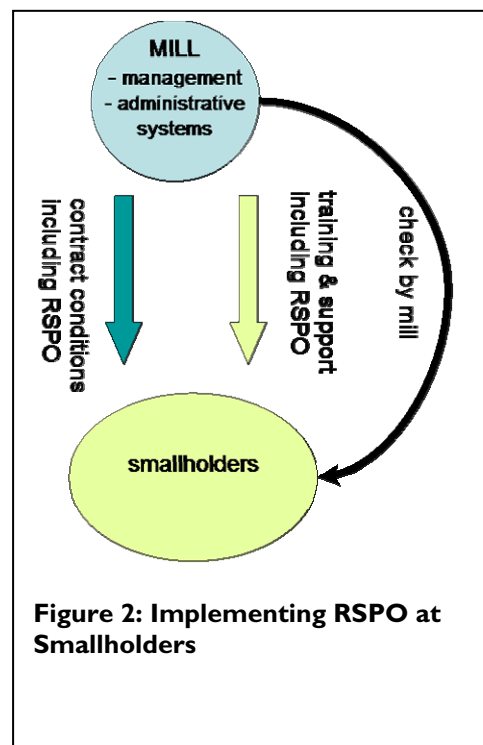 MILL
- management
- administrative
systems
contract conditions
including RSPO
training & support
including RSPO
check by mill
smallholders
Figure 2: Implementing RSPO at
Smallholders